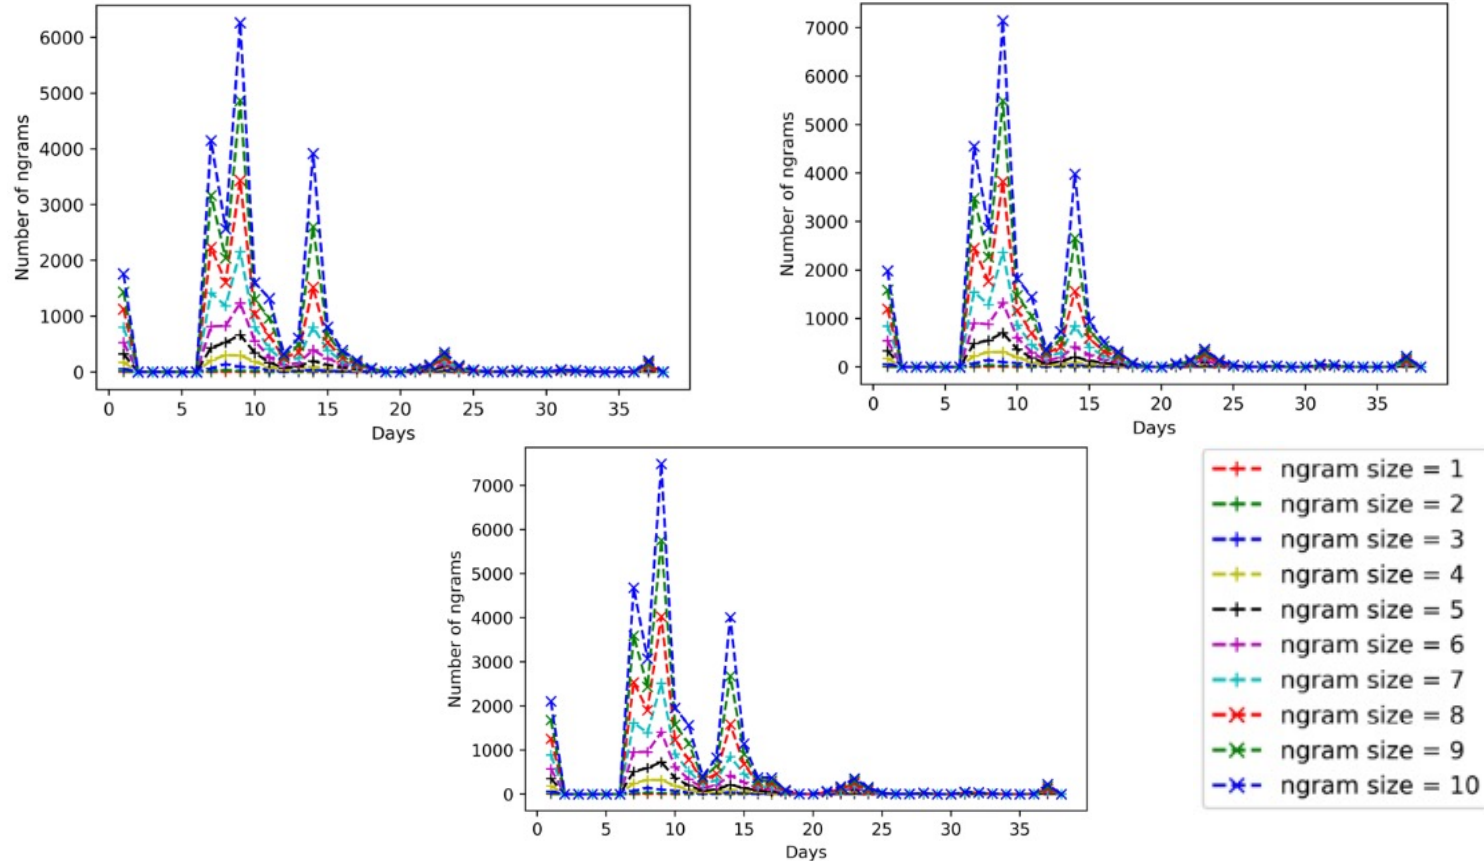 6000
5000
4000
3000
2000
1000
0
Number of ngrams
0 5 10 15 20 25 30 35
Days
7000
6000
5000
4000
3000
2000
1000
0
Number of ngrams
0 5 10 15 20 25 30 35
Days
7000
6000
5000
4000
3000
2000
1000
0
Number of ngrams
0 5 10 15 20 25 30 35
Days
ngram size = 1
ngram size = 2
ngram size = 3
ngram size = 4
ngram size = 5
ngram size = 6
ngram size = 7
ngram size = 8
ngram size = 9
ngram size = 10